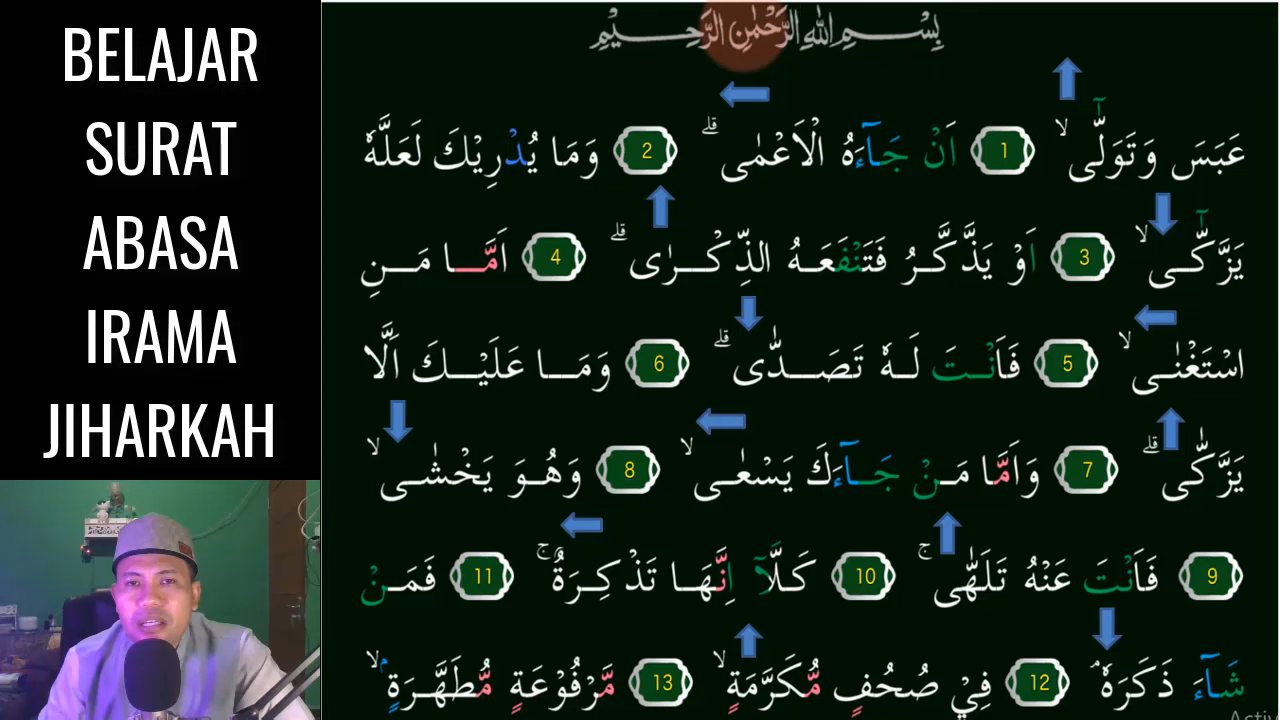 BELAJAR
SURAT
ABASA
IRAMA
JIHARKAH
بِسْمِ اللّٰهِ الرَّحْمٰنِ الرَّحِيْمِ
عَبَسَ وَتَوَلّٰىٓۙ 1 اَنْ جَاۤءَهُ الْاَعْمٰىۗ 2 وَمَا يُدْرِيْكَ لَعَلَّهٗ
يَزَّكّٰىٓۙ 3 اَوْ يَذَّكَّرُ فَتَنْفَعَهُ الذِّكْرٰىۗ 4 اَمَّا مَنِ
اسْتَغْنٰىۙ 5 فَاَنْتَ لَهٗ تَصَدّٰىۗ 6 وَمَا عَلَيْكَ اَلَّا
يَزَّكّٰىۗ 7 وَاَمَّا مَنْ جَاۤءَكَ يَسْعٰىۙ 8 وَهُوَ يَخْشٰىۙ
9 فَاَنْتَ عَنْهُ تَلَهّٰىۚ 10 كَلَّآ اِنَّهَا تَذْكِرَةٌۚ 11 فَمَنْ
شَاۤءَ ذَكَرَهٗۘ 12 فِيْ صُحُفٍ مُّكَرَّمَةٍۙ 13 مَّرْفُوْعَةٍ مُّطَهَّرَةٍۢۙ
Activ